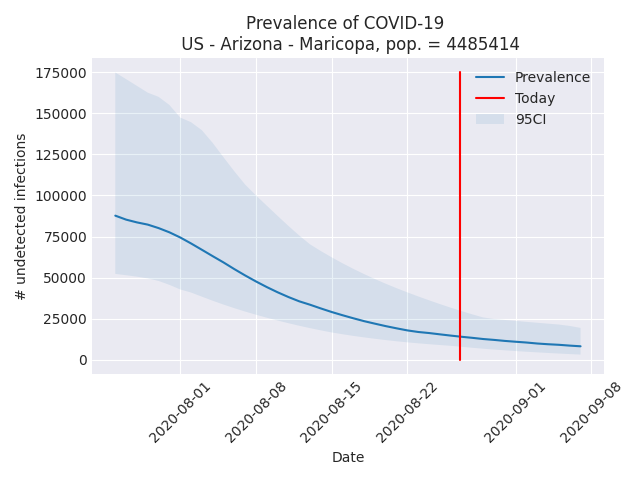 Prevalence of COVID-19
US - Arizona - Maricopa, pop. = 4485414
175000
150000
125000
100000
75000
50000
25000
0
# undetected infections
Prevalence
Today
95CI
2020-08-01
2020-08-08
2020-08-15
2020-08-22
2020-09-01
2020-09-08
Date